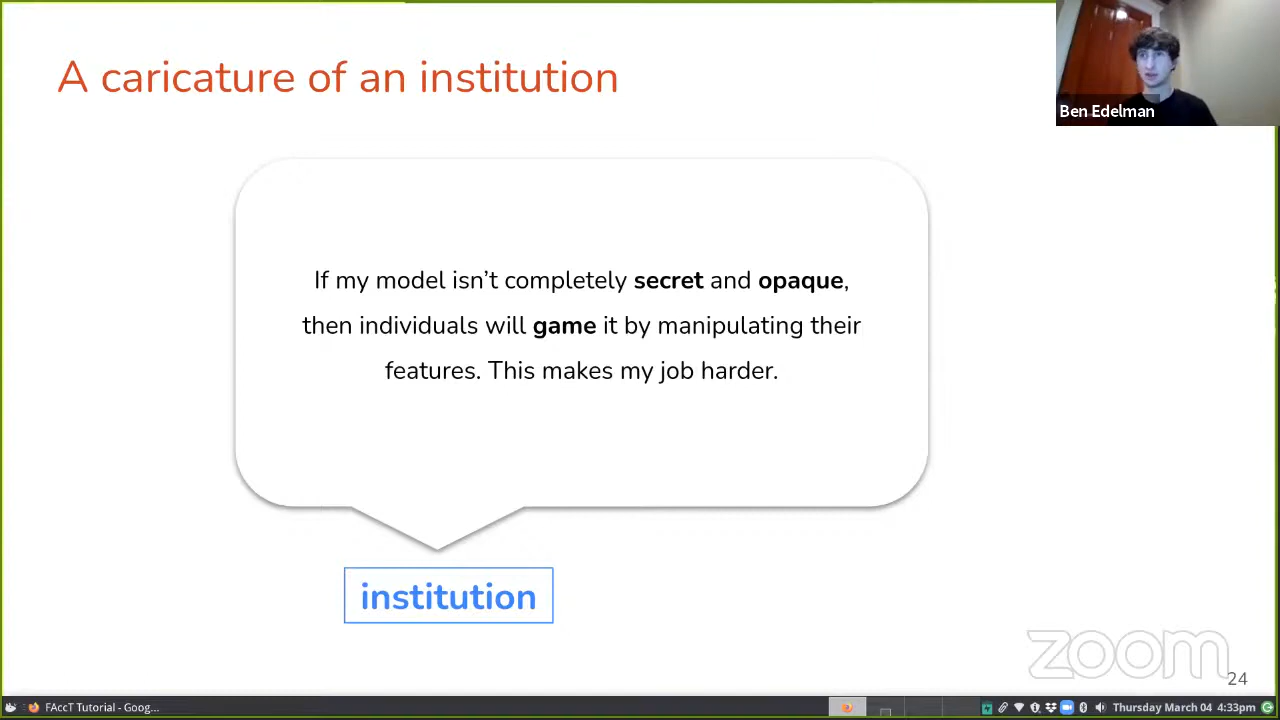 A caricature of an institution
Ben Edelman
If my model isn’t completely secret and opaque,
then individuals will game it by manipulating their
features. This makes my job harder.
institution
zoom
24
FAccT Tutorial - Goog...
Thursday March 04 4:33pm